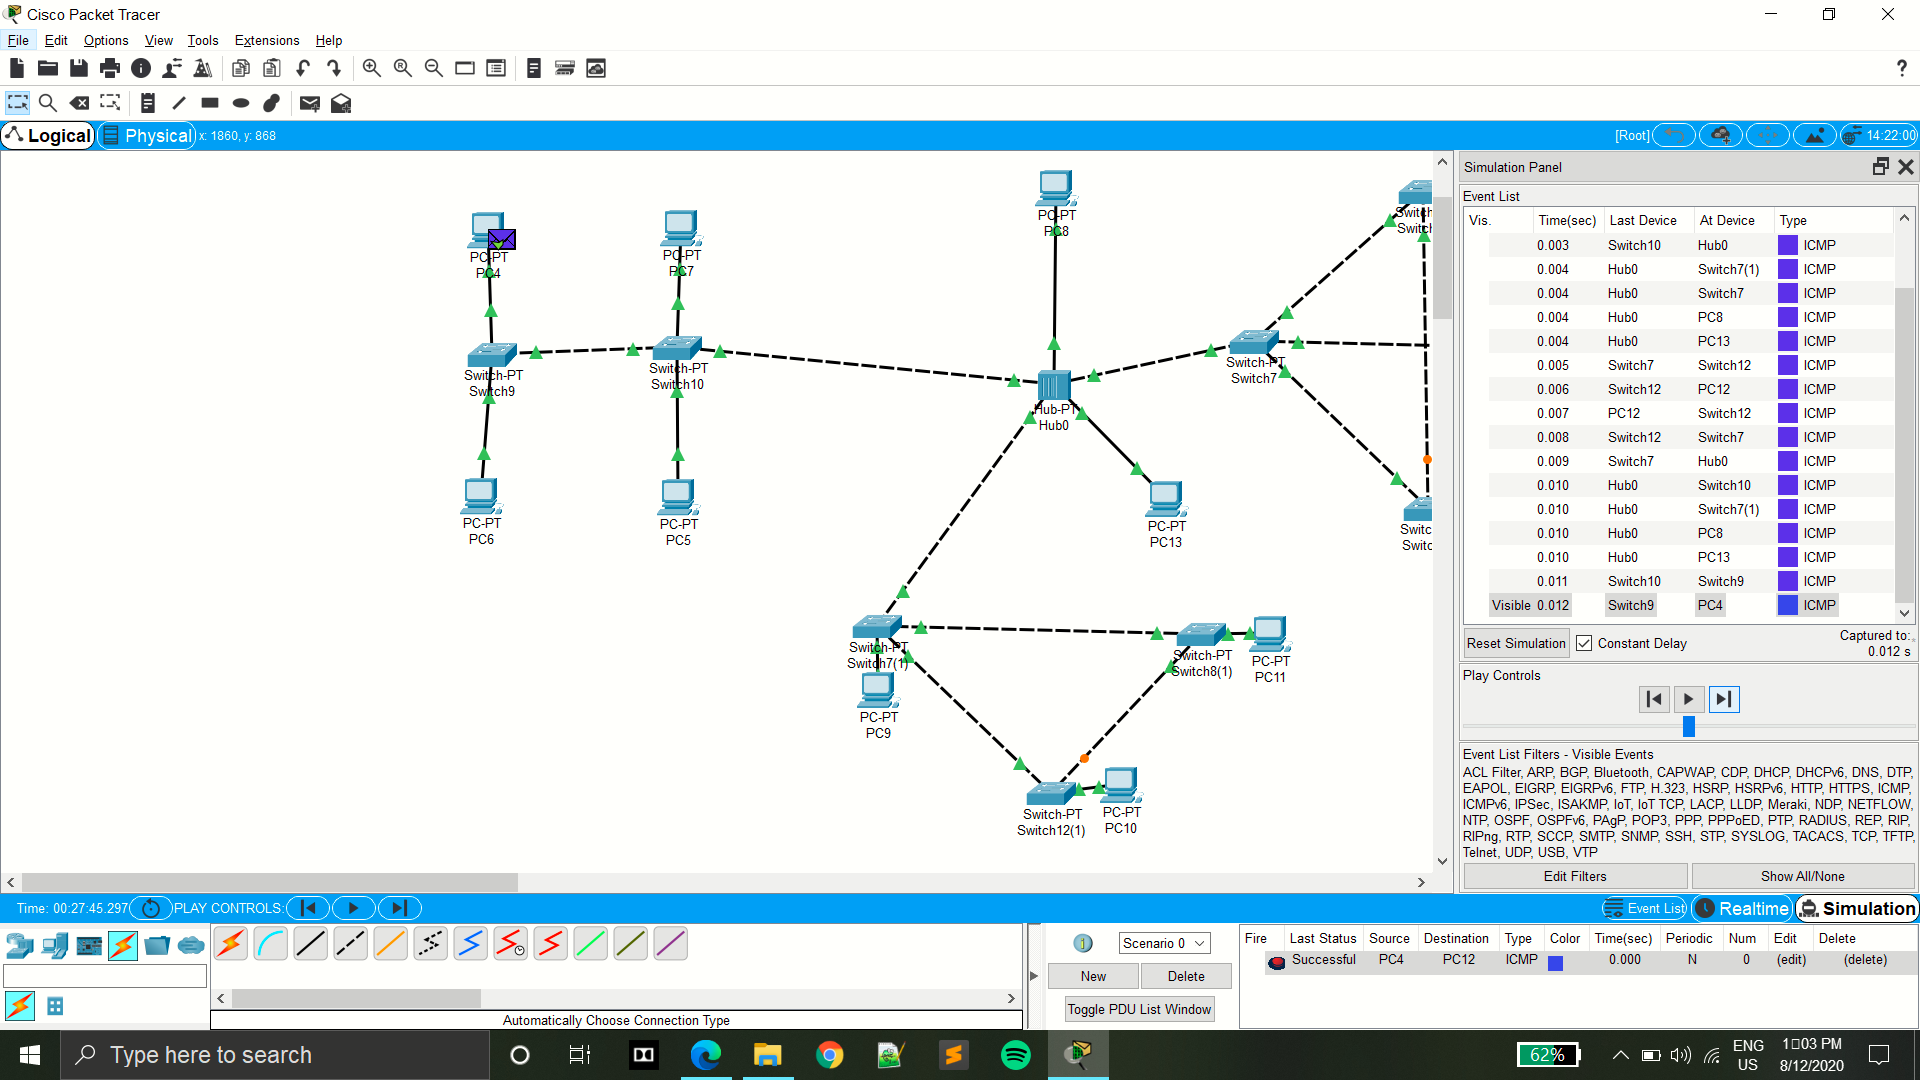 Cisco Packet Tracer
File Edit Options View Tools Extensions Help
?
Logical Physical x: 1860, y: 868 [Root] 14:22:00
PC-PT
PC4
PC-PT
PC7
PC-PT
PC8
Switch-PT
Switch9
Switch-PT
Switch10
Hub-PT
Hub0
Switch-PT
Switch7
Switch
Switch
PC-PT
PC6
PC-PT
PC5
PC-PT
PC13
Switc
Switc
Switch-PT
Switch7(1)
PC-PT
PC9
Switch-PT
Switch8(1)
PC-PT
PC11
Switch-PT
Switch12(1)
PC-PT
PC10
Simulation Panel
Event List
Vis. Time(sec) Last Device At Device Type
0.003 Switch10 Hub0 ICMP
0.004 Hub0 Switch7(1) ICMP
0.004 Hub0 Switch7 ICMP
0.004 Hub0 PC8 ICMP
0.004 Hub0 PC13 ICMP
0.005 Switch7 Switch12 ICMP
0.006 Switch12 PC12 ICMP
0.007 PC12 Switch12 ICMP
0.008 Switch12 Switch7 ICMP
0.009 Switch7 Hub0 ICMP
0.010 Hub0 Switch10 ICMP
0.010 Hub0 Switch7(1) ICMP
0.010 Hub0 PC8 ICMP
0.010 Hub0 PC13 ICMP
0.011 Switch10 Switch9 ICMP
Visible 0.012 Switch9 PC4 ICMP
Reset Simulation Constant Delay Captured to:
0.012 s
Play Controls
Event List Filters - Visible Events
ACL Filter, ARP, BGP, Bluetooth, CAPWAP, CDP, DHCP, DHCPv6, DNS, DTP,
EAPOL, EIGRP, EIGRPv6, FTP, H.323, HSRP, HSRPv6, HTTP, HTTPS, ICMP,
ICMPv6, IPSec, ISAKMP, IoT, IoT TCP, LACP, LLDP, Meraki, NDP, NETFLOW,
NTP, OSPF, OSPFv6, PAgP, POP3, PPP, PPPoED, PTP, RADIUS, REP, RIP,
RIPng, RTP, SCCP, SMTP, SNMP, SSH, STP, SYSLOG, TACACS, TCP, TFTP,
Telnet, UDP, USB, VTP
Edit Filters Show All/None
Time: 00:27:45.297 PLAY CONTROLS: Event List Realtime Simulation
Scenario 0
New Delete
Toggle PDU List Window
Fire Last Status Source Destination Type Color Time(sec) Periodic Num Edit Delete
Successful PC4 PC12 ICMP 0.000 N 0 (edit) (delete)
Automatically Choose Connection Type
Type here to search
62%
ENG
US
1▯03 PM
8/12/2020